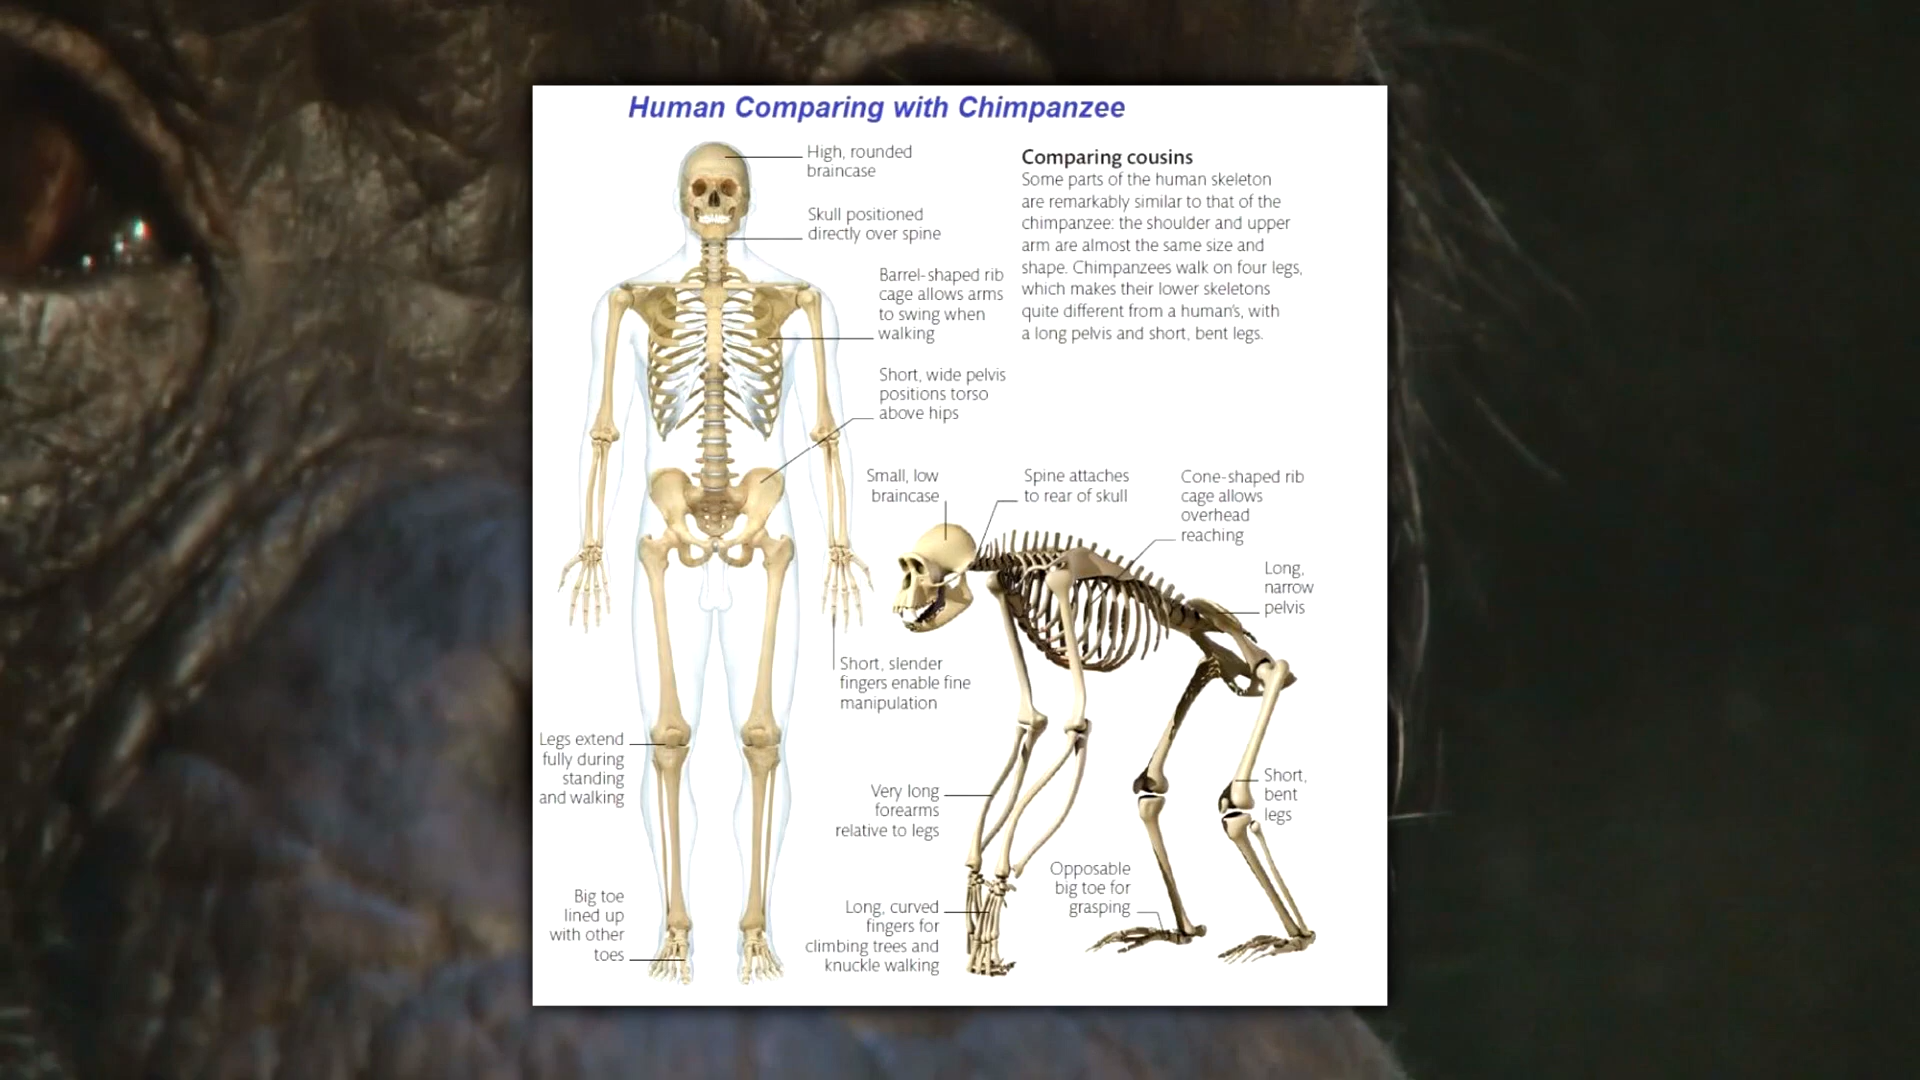 Human Comparing with Chimpanzee
High, rounded
braincase
Skull positioned
directly over spine
Barrel-shaped rib
cage allows arms
to swing when
walking
Short, wide pelvis
positions torso
above hips
Comparing cousins
Some parts of the human skeleton
are remarkably similar to that of the
chimpanzee: the shoulder and upper
arm are almost the same size and
shape. Chimpanzees walk on four legs,
which makes their lower skeletons
quite different from a human's, with
a long pelvis and short, bent legs.
Small, low
braincase
Spine attaches
to rear of skull
Cone-shaped rib
cage allows
overhead
reaching
Long,
narrow
pelvis
Short, slender
fingers enable fine
manipulation
Legs extend
fully during
standing
and walking
Very long
forearms
relative to legs
Short,
bent
legs
Opposable
big toe for
grasping
Big toe
lined up
with other
toes
Long, curved
fingers for
climbing trees and
knuckle walking